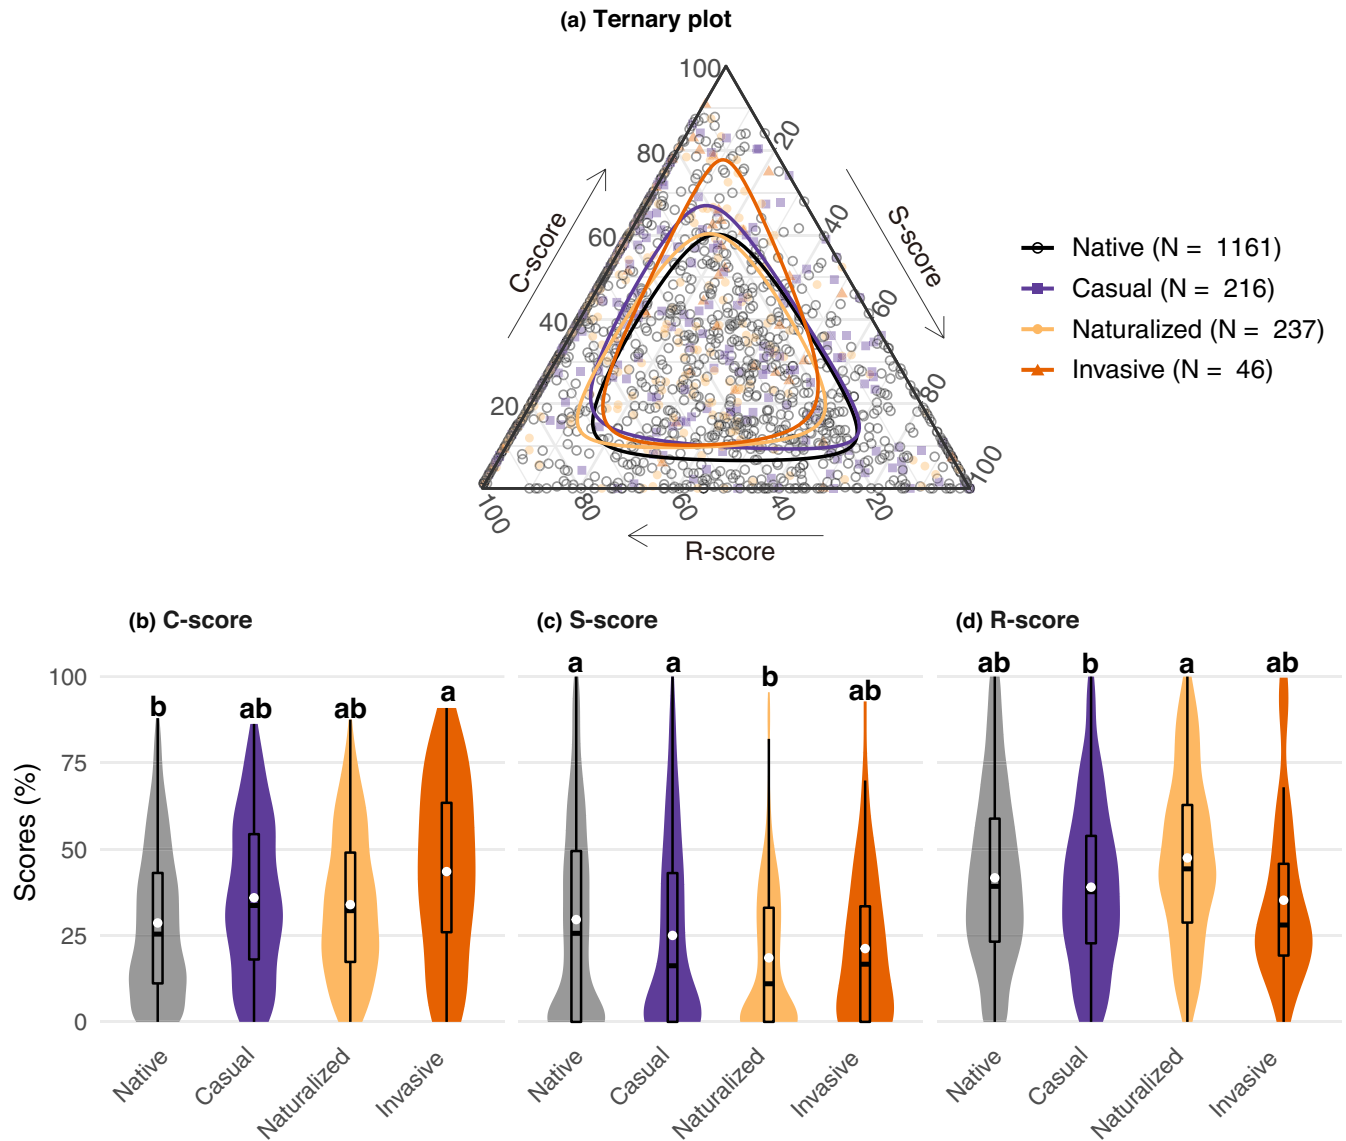 (a) Ternary plot
100
80
60
40
20
20
40
60
80
100
100
80
60
40
20
C-score
S-score
R-score
Native (N = 1161)
Casual (N = 216)
Naturalized (N = 237)
Invasive (N = 46)
(b) C-score
(c) S-score
(d) R-score
b ab ab a
a a b ab
ab b a ab
Scores (%)
100
75
50
25
0
Native Casual Naturalized Invasive
Native Casual Naturalized Invasive
Native Casual Naturalized Invasive